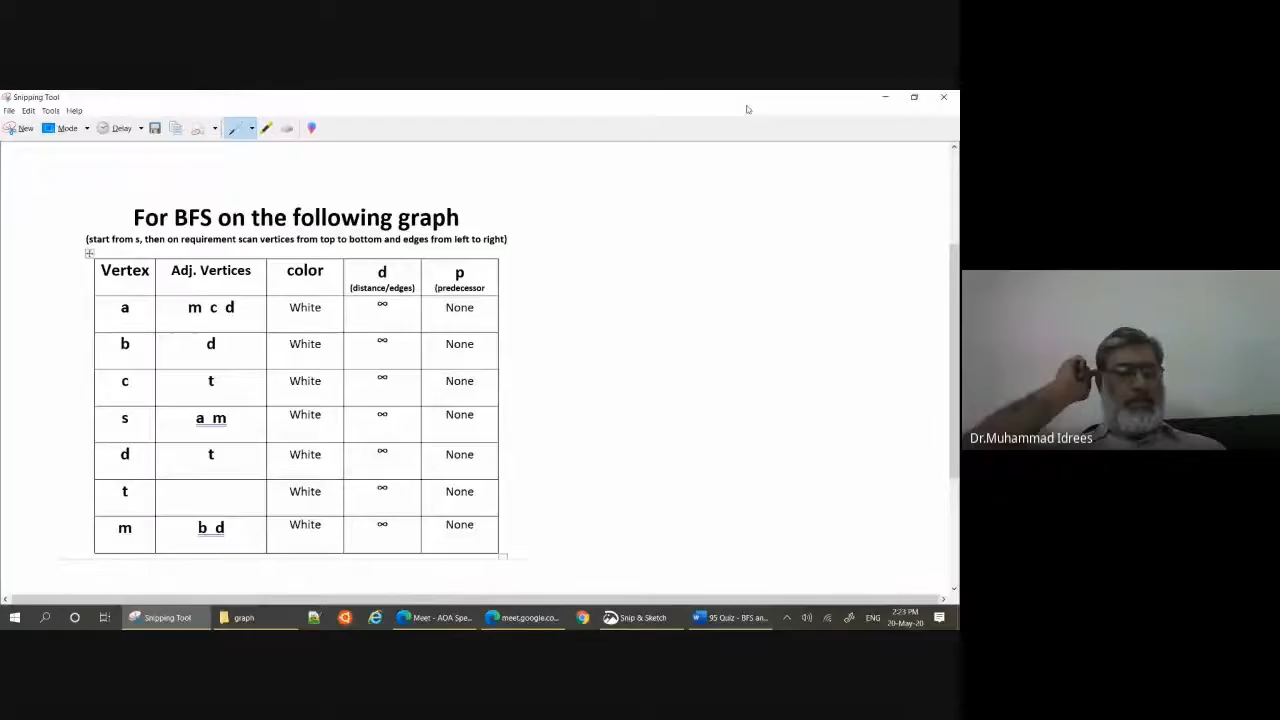 Snipping Tool
File Edit Tools Help
New Mode Delay
For BFS on the following graph
(start from s, then on requirement scan vertices from top to bottom and edges from left to right)
Vertex Adj. Vertices color d p
(distance/edges) (predecessor
a m c d White ∞ None
b d White ∞ None
c t White ∞ None
s a m White ∞ None
d t White ∞ None
t White ∞ None
m b d White ∞ None
Dr.Muhammad Idrees
Snipping Tool graph Meet - AOA Spe... meet.google.co... Snip & Sketch 95 Quiz - BFS an... ENG 2:23 PM
20-May-20